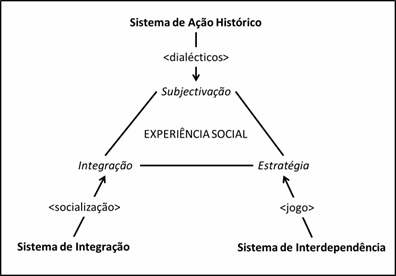 Sistema de Ação Histórico
<dialécticos>
Subjectivação
EXPERIÊNCIA SOCIAL
Integração
Estratégia
<socialização>
<jogo>
Sistema de Integração
Sistema de Interdependência